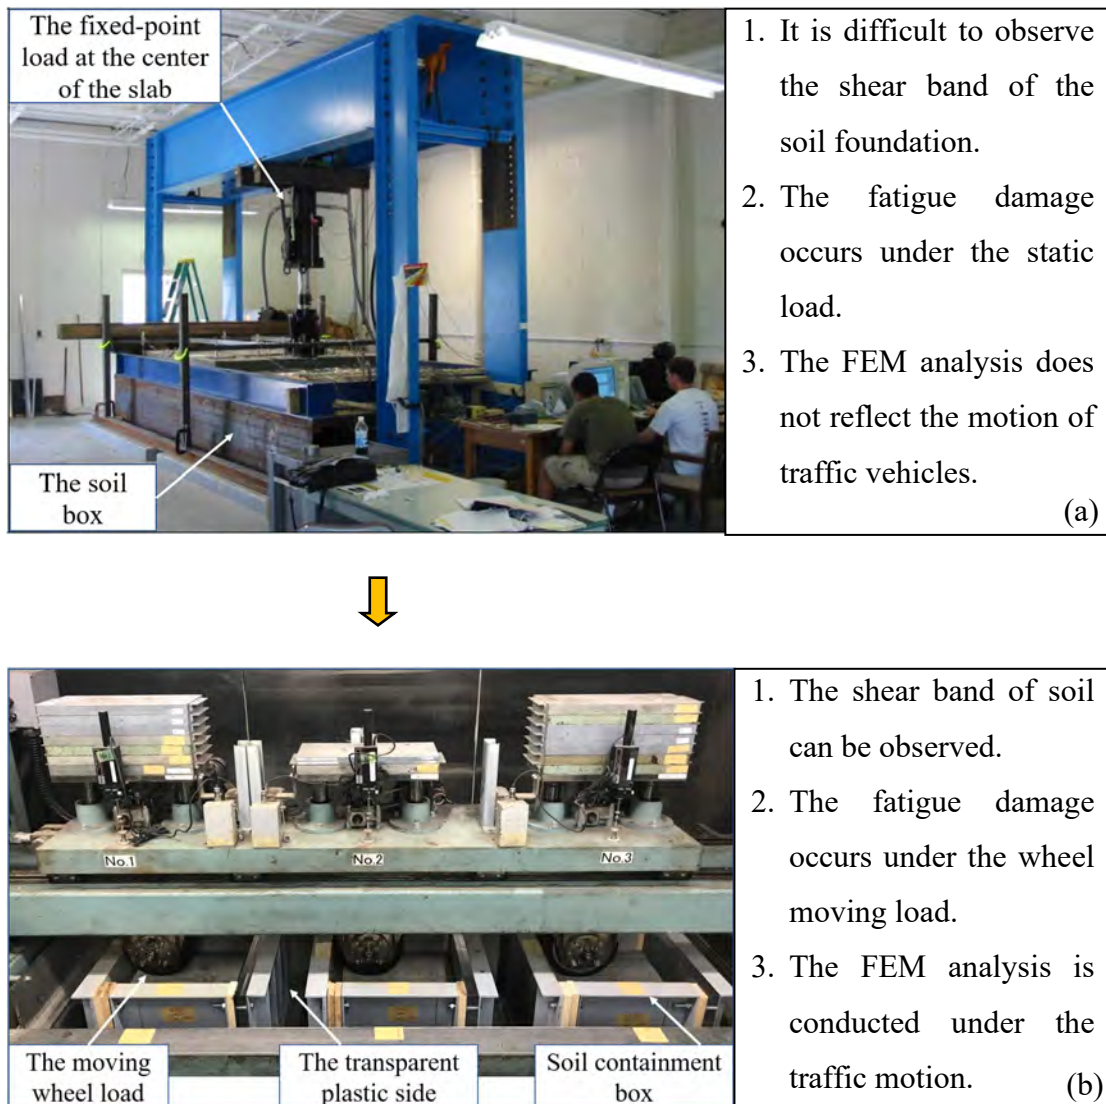 The fixed-point
load at the center
of the slab
The soil
box
1. It is difficult to observe
the shear band of the
soil foundation.
2. The fatigue damage
occurs under the static
load.
3. The FEM analysis does
not reflect the motion of
traffic vehicles.
(a)
No.1
No.2
No.3
The moving
wheel load
The transparent
plastic side
Soil containment
box
1. The shear band of soil
can be observed.
2. The fatigue damage
occurs under the wheel
moving load.
3. The FEM analysis is
conducted under the
traffic motion.
(b)